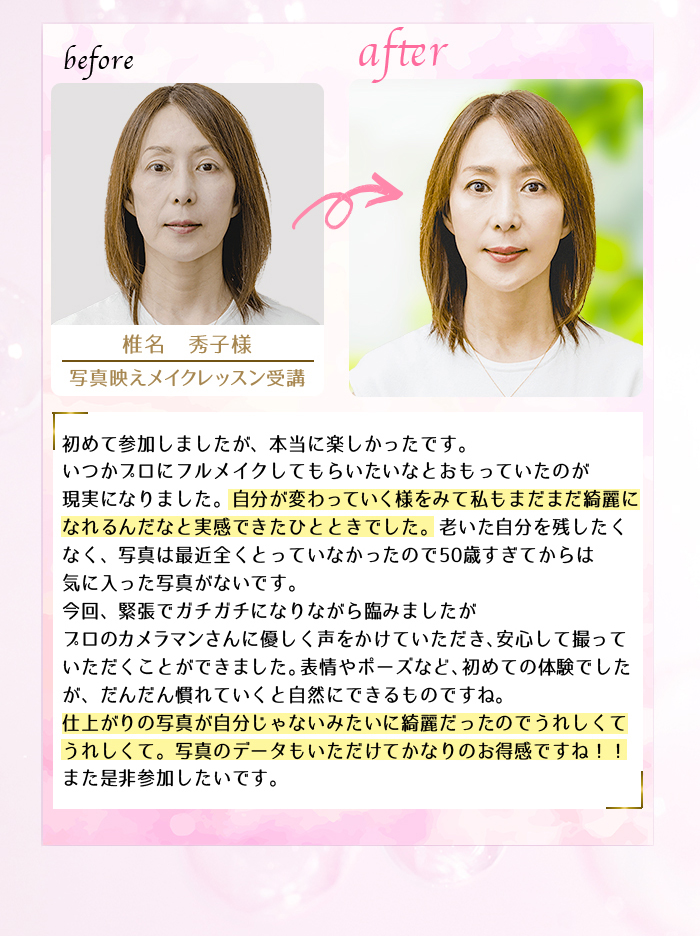 before
after
椎名　秀子様
写真映えメイクレッスン受講
初めて参加しましたが、本当に楽しかったです。
いつかプロにフルメイクしてもらいたいなとおもっていたのが
現実になりました。自分が変わっていく様をみて私もまだまだ綺麗に
なれるんだなと実感できたひとときでした。老いた自分を残したく
なく、写真は最近全くとっていなかったので50歳すぎてからは
気に入った写真がないです。
今回、緊張でガチガチになりながら臨みましたが
プロのカメラマンさんに優しく声をかけていただき、安心して撮って
いただくことができました。表情やポーズなど、初めての体験でした
が、だんだん慣れていくと自然にできるものですね。
仕上がりの写真が自分じゃないみたいに綺麗だったのでうれしくて
うれしくて。写真のデータもいただけてかなりのお得感ですね！！
また是非参加したいです。